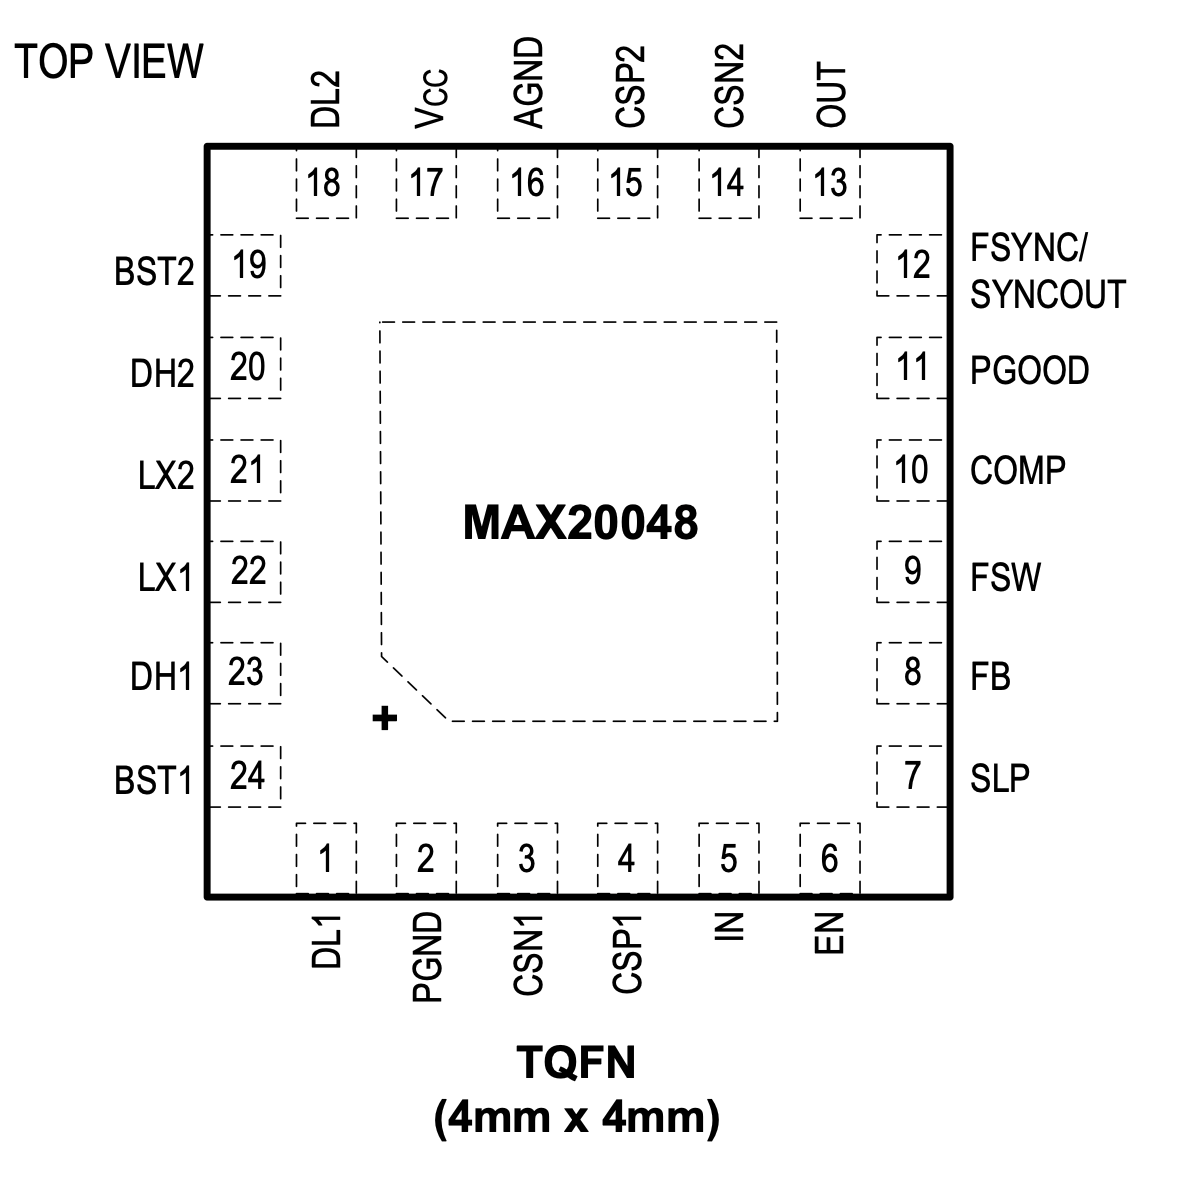 TOP VIEW
DL2
VCC
AGND
CSP2
CSN2
OUT
18
17
16
15
14
13
BST2
19
12
FSYNC/
SYNCOUT
DH2
20
11
PGOOD
LX2
21
10
COMP
MAX20048
LX1
22
9
FSW
DH1
23
8
FB
+
BST1
24
7
SLP
1
2
3
4
5
6
DL1
PGND
CSN1
CSP1
IN
EN
TQFN
(4mm x 4mm)